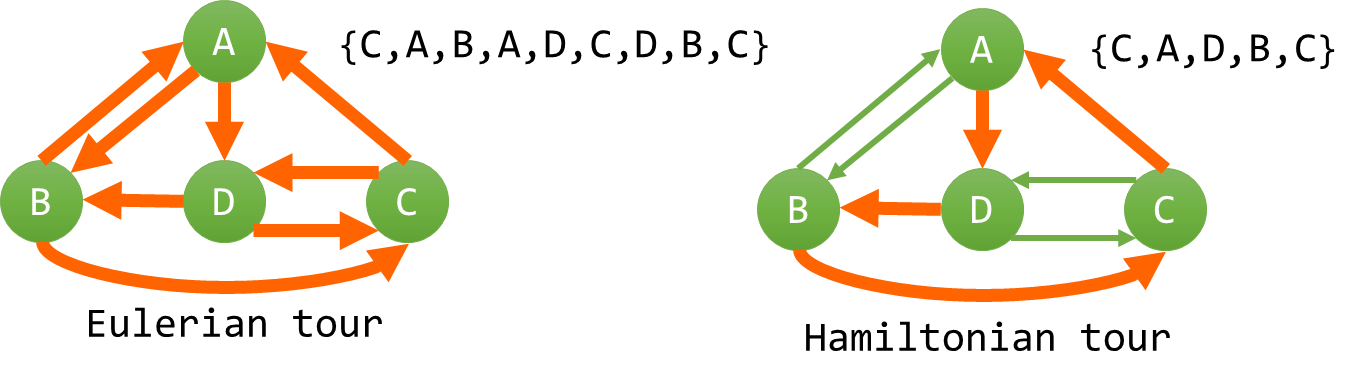 A
{C,A,B,A,D,C,D,B,C}
B
D
C
Eulerian tour
A
{C,A,D,B,C}
B
D
C
Hamiltonian tour